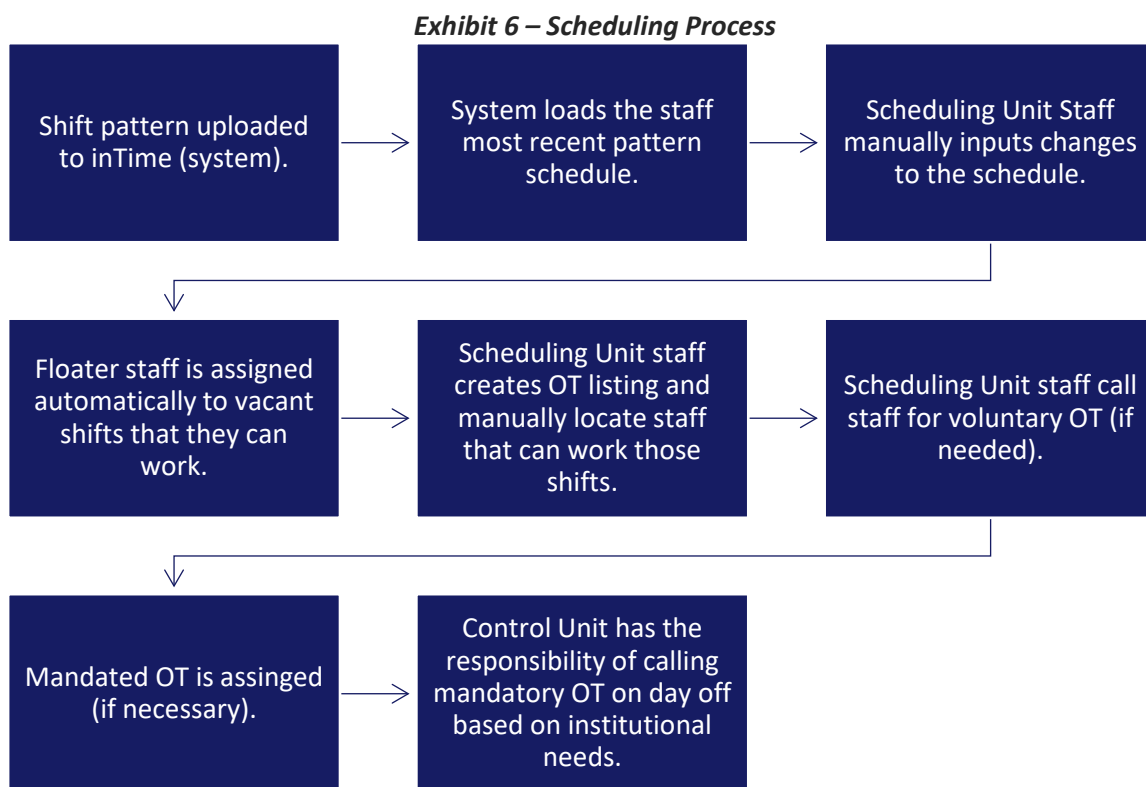 Exhibit 6 – Scheduling Process
Shift pattern uploaded
to inTime (system).
System loads the staff
most recent pattern
schedule.
Scheduling Unit Staff
manually inputs changes
to the schedule.
Floater staff is assigned
automatically to vacant
shifts that they can
work.
Scheduling Unit staff
creates OT listing and
manually locate staff
that can work those
shifts.
Scheduling Unit staff call
staff for voluntary OT (if
needed).
Mandated OT is assinged
(if necessary).
Control Unit has the
responsibility of calling
mandatory OT on day off
based on institutional
needs.